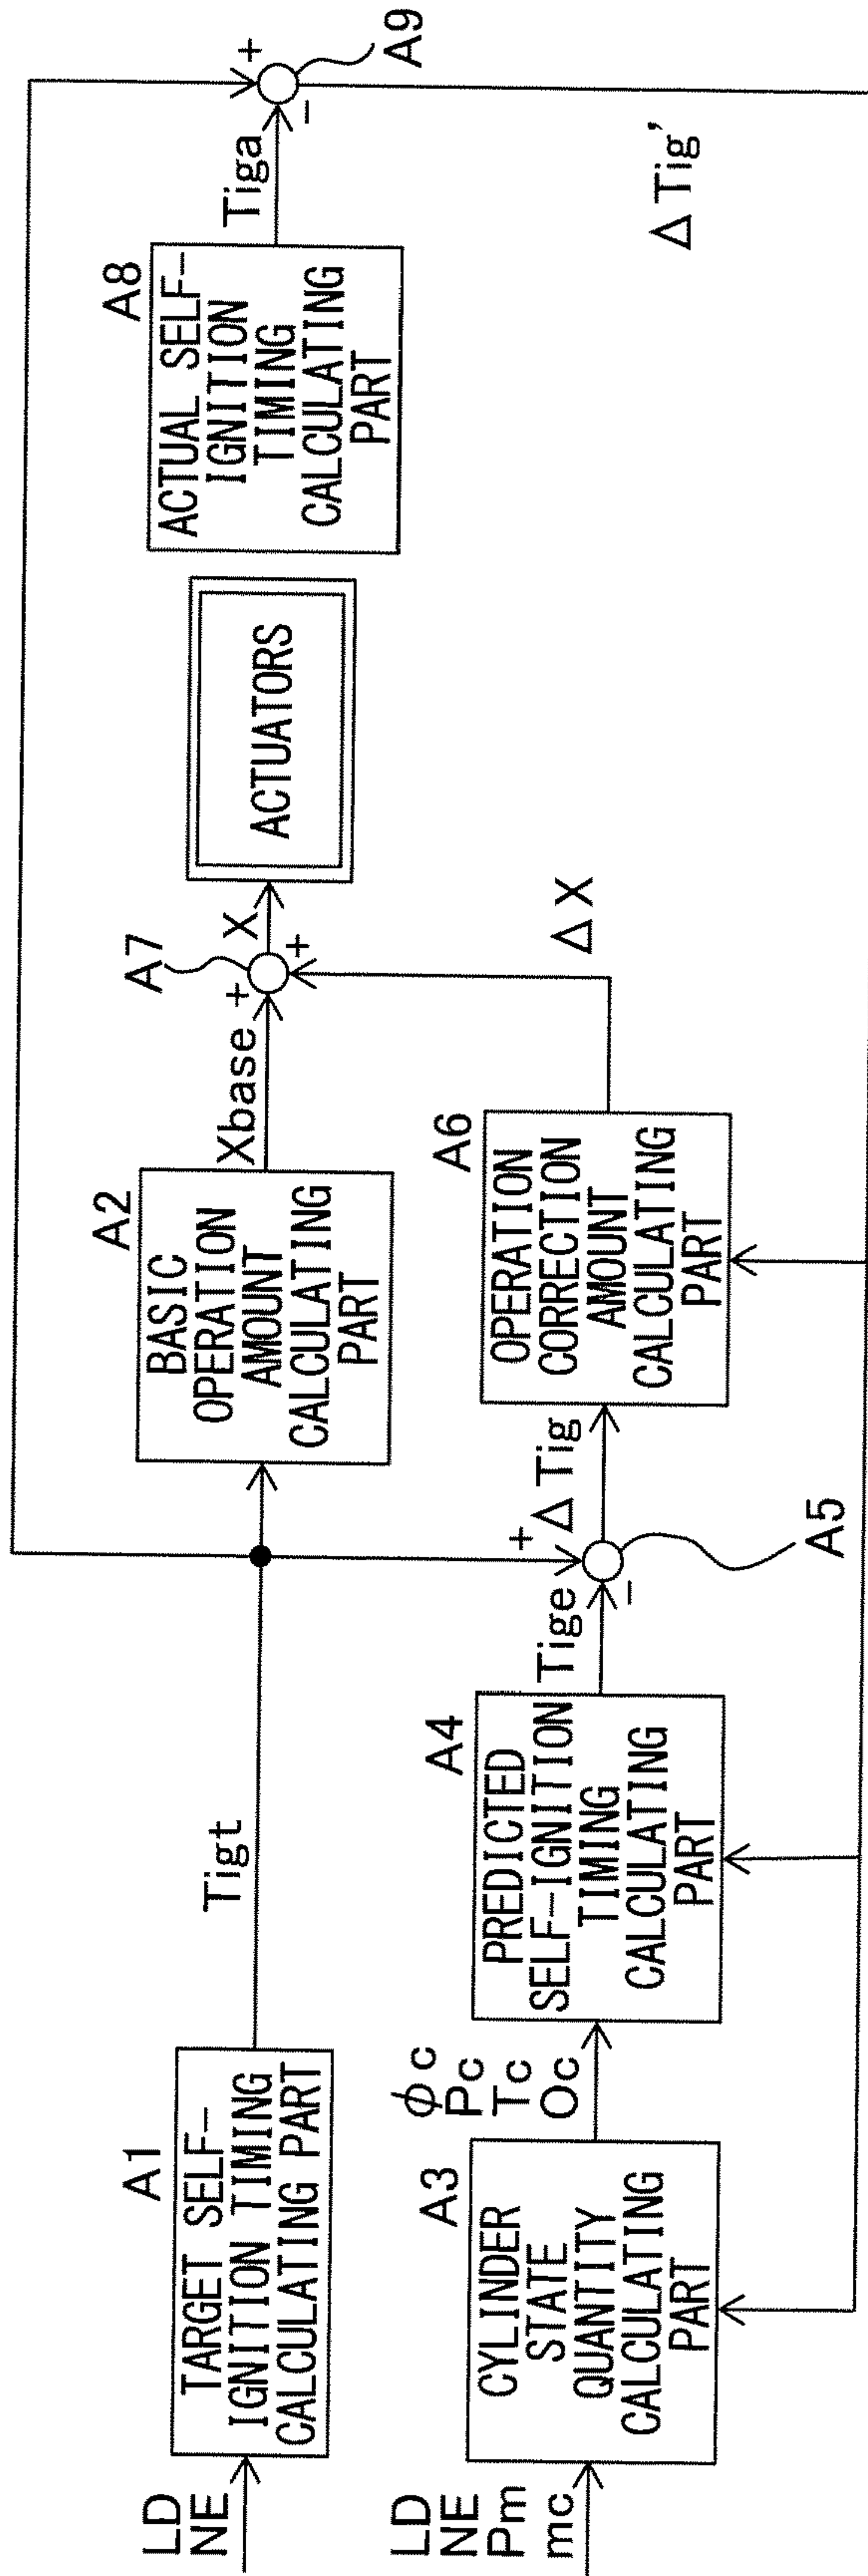 LD
NE
A1
TARGET SELF-
IGNITION TIMING
CALCULATING PART
Tigt
A2
BASIC
OPERATION
AMOUNT
CALCULATING
PART
Xbase
+
A7
+
X
ACTUATORS
A8
ACTUAL SELF-
IGNITION
TIMING
CALCULATING
PART
Tiga
+
−
A9
LD
NE
Pm
mc
A3
CYLINDER
STATE
QUANTITY
CALCULATING
PART
ϕc
Pc
Tc
Oc
A4
PREDICTED
SELF-IGNITION
TIMING
CALCULATING
PART
Tige
+
−
A5
Δ Tig
A6
OPERATION
CORRECTION
AMOUNT
CALCULATING
PART
Δ X
Δ Tig'